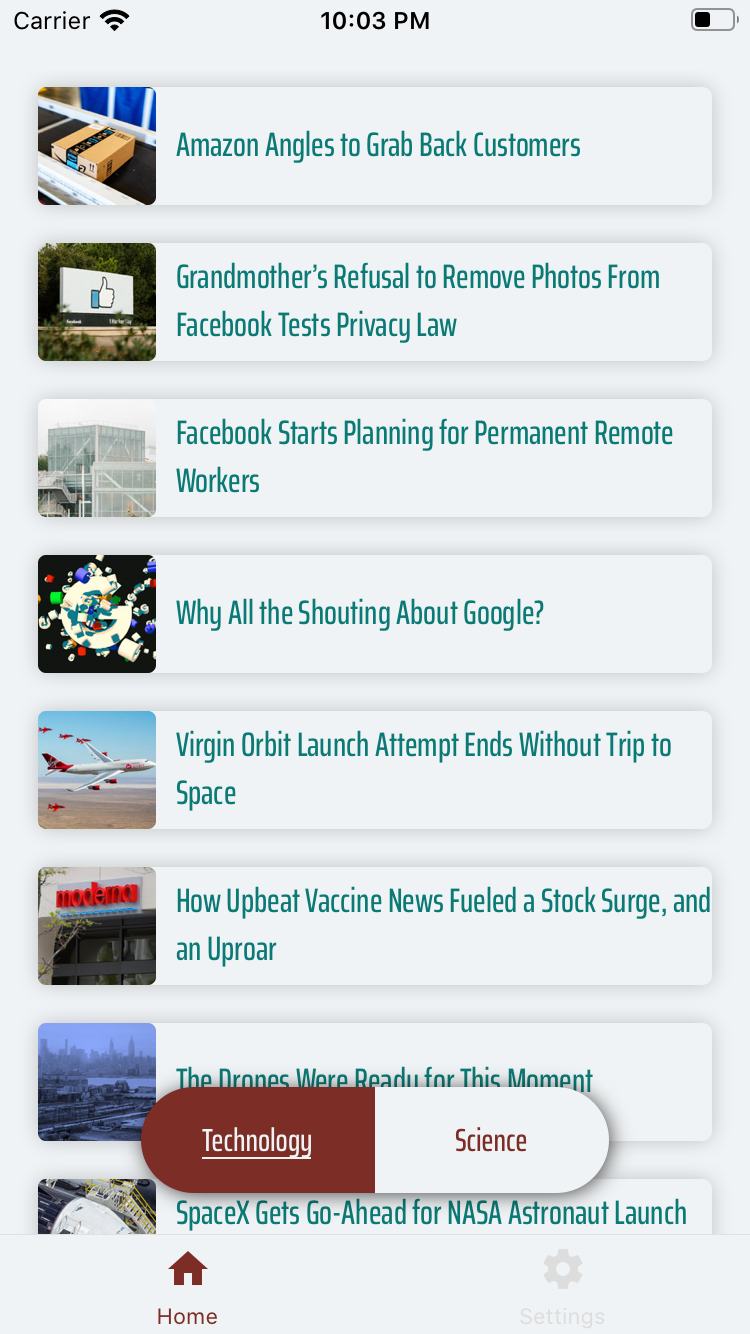 Carrier 10:03 PM
Amazon Angles to Grab Back Customers
Grandmother’s Refusal to Remove Photos From
Facebook Tests Privacy Law
Facebook Starts Planning for Permanent Remote
Workers
Why All the Shouting About Google?
Virgin Orbit Launch Attempt Ends Without Trip to
Space
moderna
How Upbeat Vaccine News Fueled a Stock Surge, and
an Uproar
The Drones Were Ready for This Moment
Technology Science
SpaceX Gets Go-Ahead for NASA Astronaut Launch
Home Settings